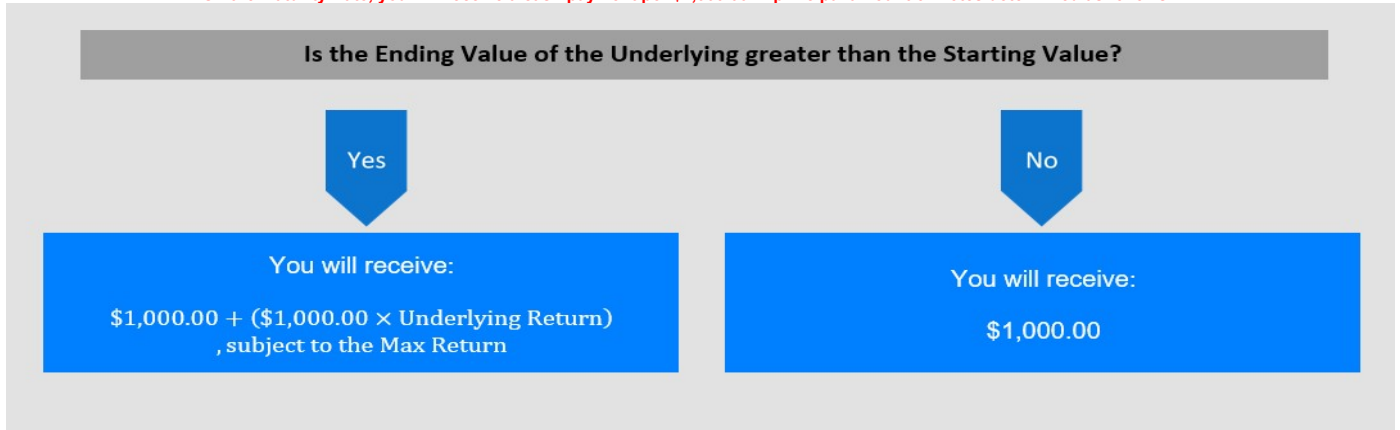 Is the Ending Value of the Underlying greater than the Starting Value?
Yes
No
You will receive:
$1,000.00 + ($1,000.00 × Underlying Return)
, subject to the Max Return
You will receive:
$1,000.00